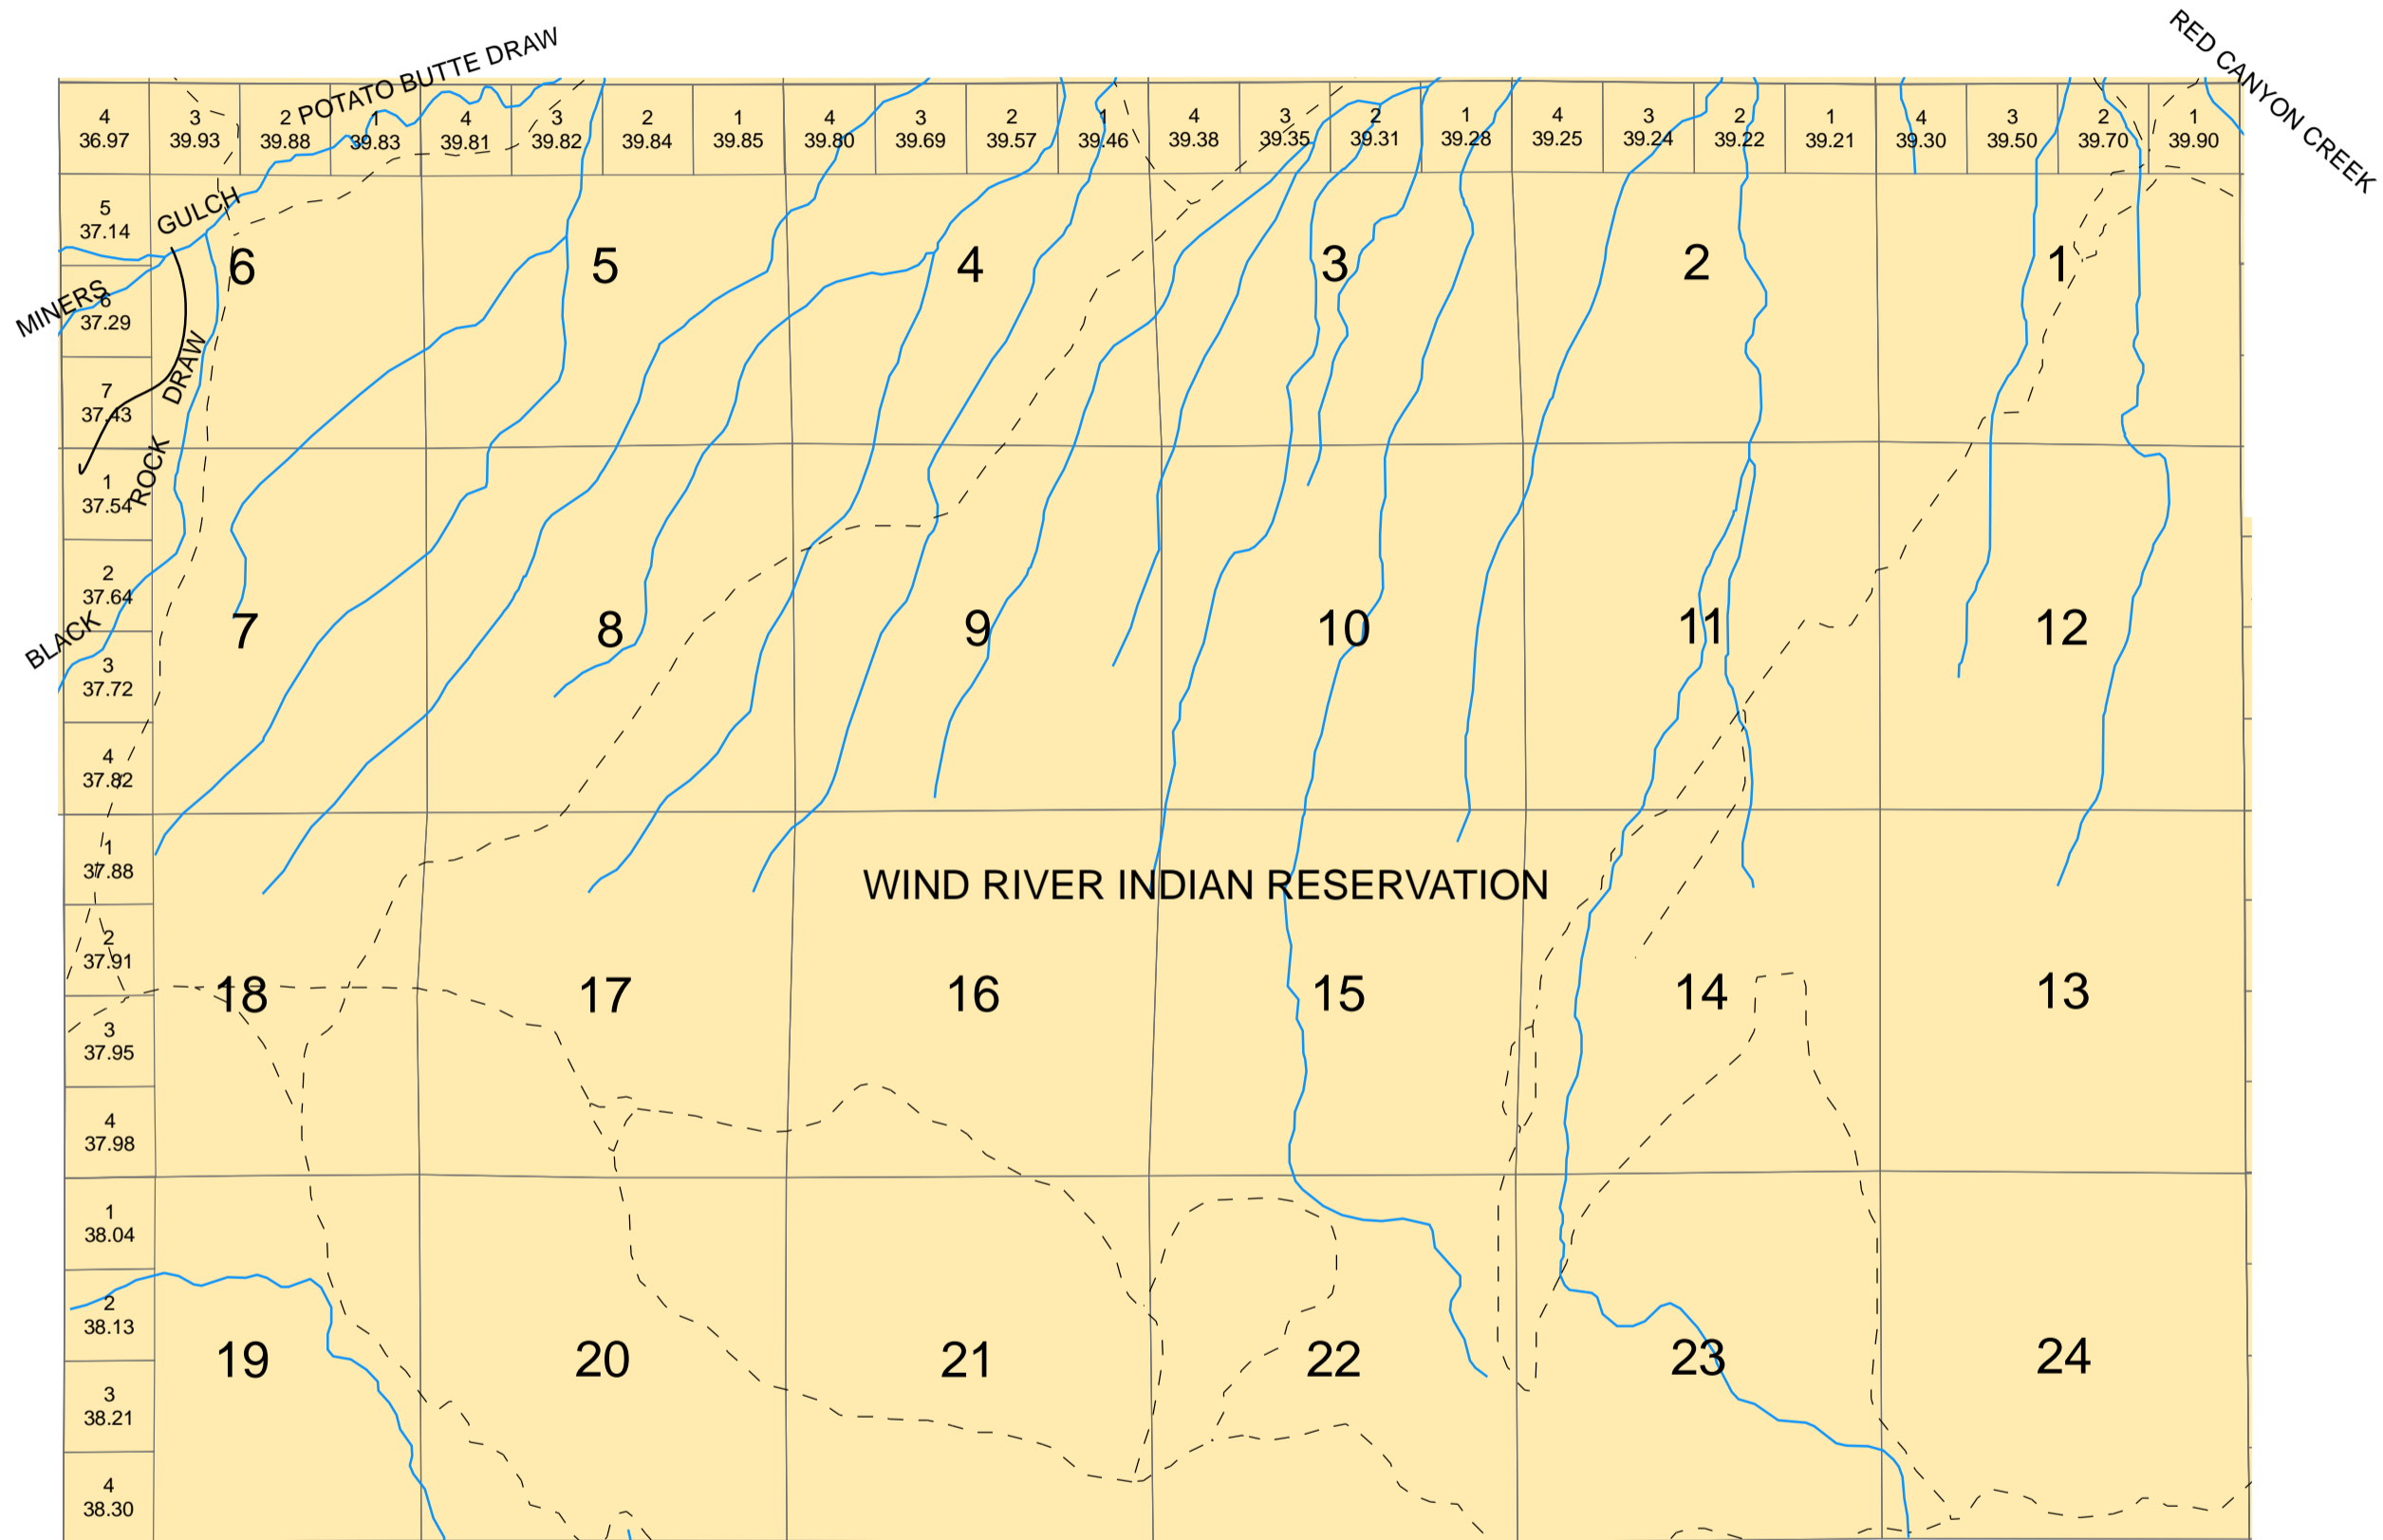 RED CANYON CREEK
POTATO BUTTE DRAW
4 3 2 1 4 3 2 1 4 3 2 1 4 3 2 1 4 3 2 1 4 3 2 1
36.97 39.93 39.88 39.83 39.81 39.82 39.84 39.85 39.80 39.69 39.57 39.46 39.38 39.35 39.31 39.28 39.25 39.24 39.22 39.21 39.30 39.50 39.70 39.90
5
37.14
GULCH
6 5 4 3 2 1
MINERS
6
37.29
DRAW
7
37.43
ROCK
1
37.54
2
37.64
BLACK
7 8 9 10 11 12
3
37.72
4
37.82
1
37.88
WIND RIVER INDIAN RESERVATION
2
37.91
18 17 16 15 14 13
3
37.95
4
37.98
1
38.04
2
38.13
19 20 21 22 23 24
3
38.21
4
38.30